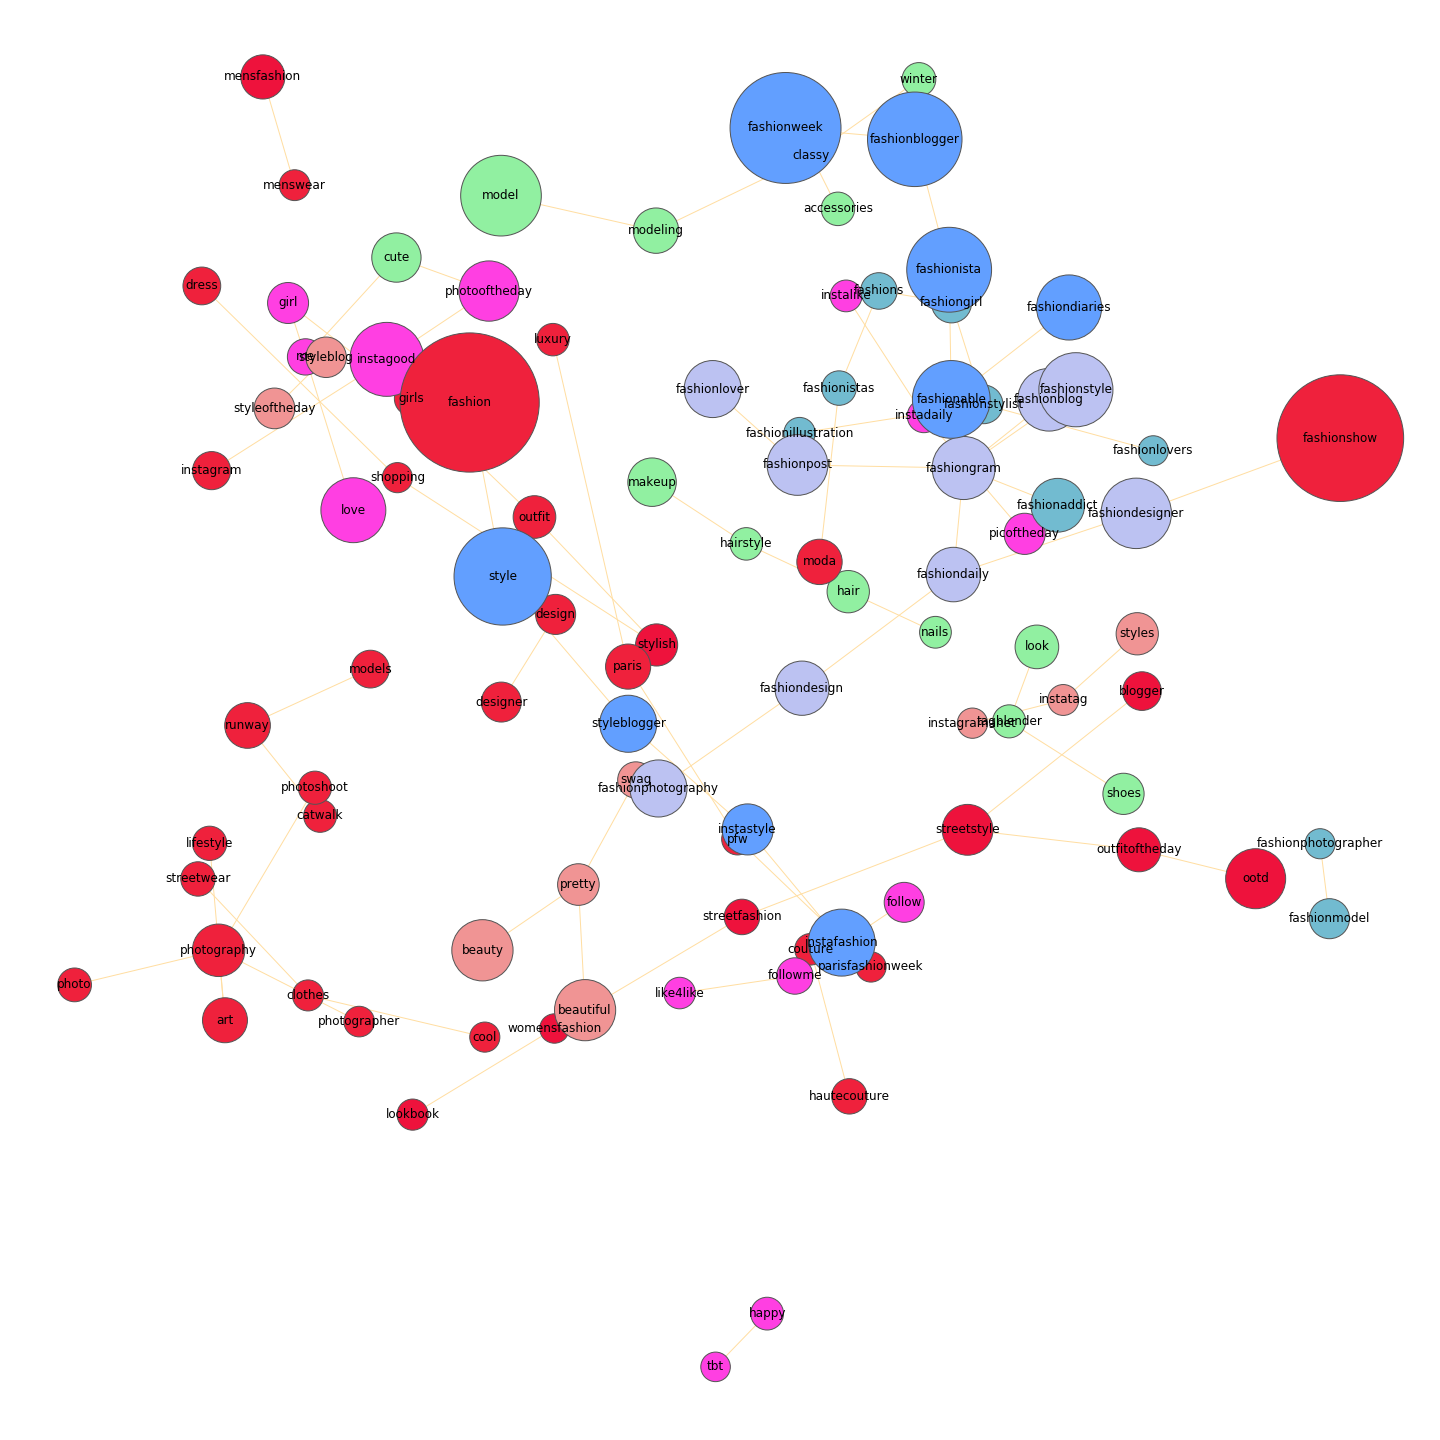 mensfashion
winter
fashionweek
fashionblogger
classy
menswear
model
accessories
modeling
cute
fashionista
dress
photooftheday
fashions
instalike
girl
fashiongirl
fashiondiaries
luxury
me
styleblog
instagood
fashionlover
fashionistas
fashionstyle
girls
fashion
fashionable
fashionblog
fashionstylist
styleoftheday
instadaily
fashionillustration
fashionshow
fashionlovers
instagram
fashionpost
fashiongram
shopping
makeup
fashionaddict
love
outfit
fashiondesigner
picoftheday
hairstyle
moda
style
fashiondaily
hair
design
nails
styles
stylish
look
paris
models
fashiondesign
blogger
designer
instatag
runway
styleblogger
tagblender
swag
photoshoot
fashionphotography
shoes
catwalk
instastyle
streetstyle
pfw
lifestyle
fashionphotographer
outfitoftheday
streetwear
ootd
pretty
follow
streetfashion
fashionmodel
instafashion
photography
beauty
couture
parisfashionweek
followme
photo
like4like
clothes
beautiful
art
photographer
womensfashion
cool
hautecouture
lookbook
happy
tbt